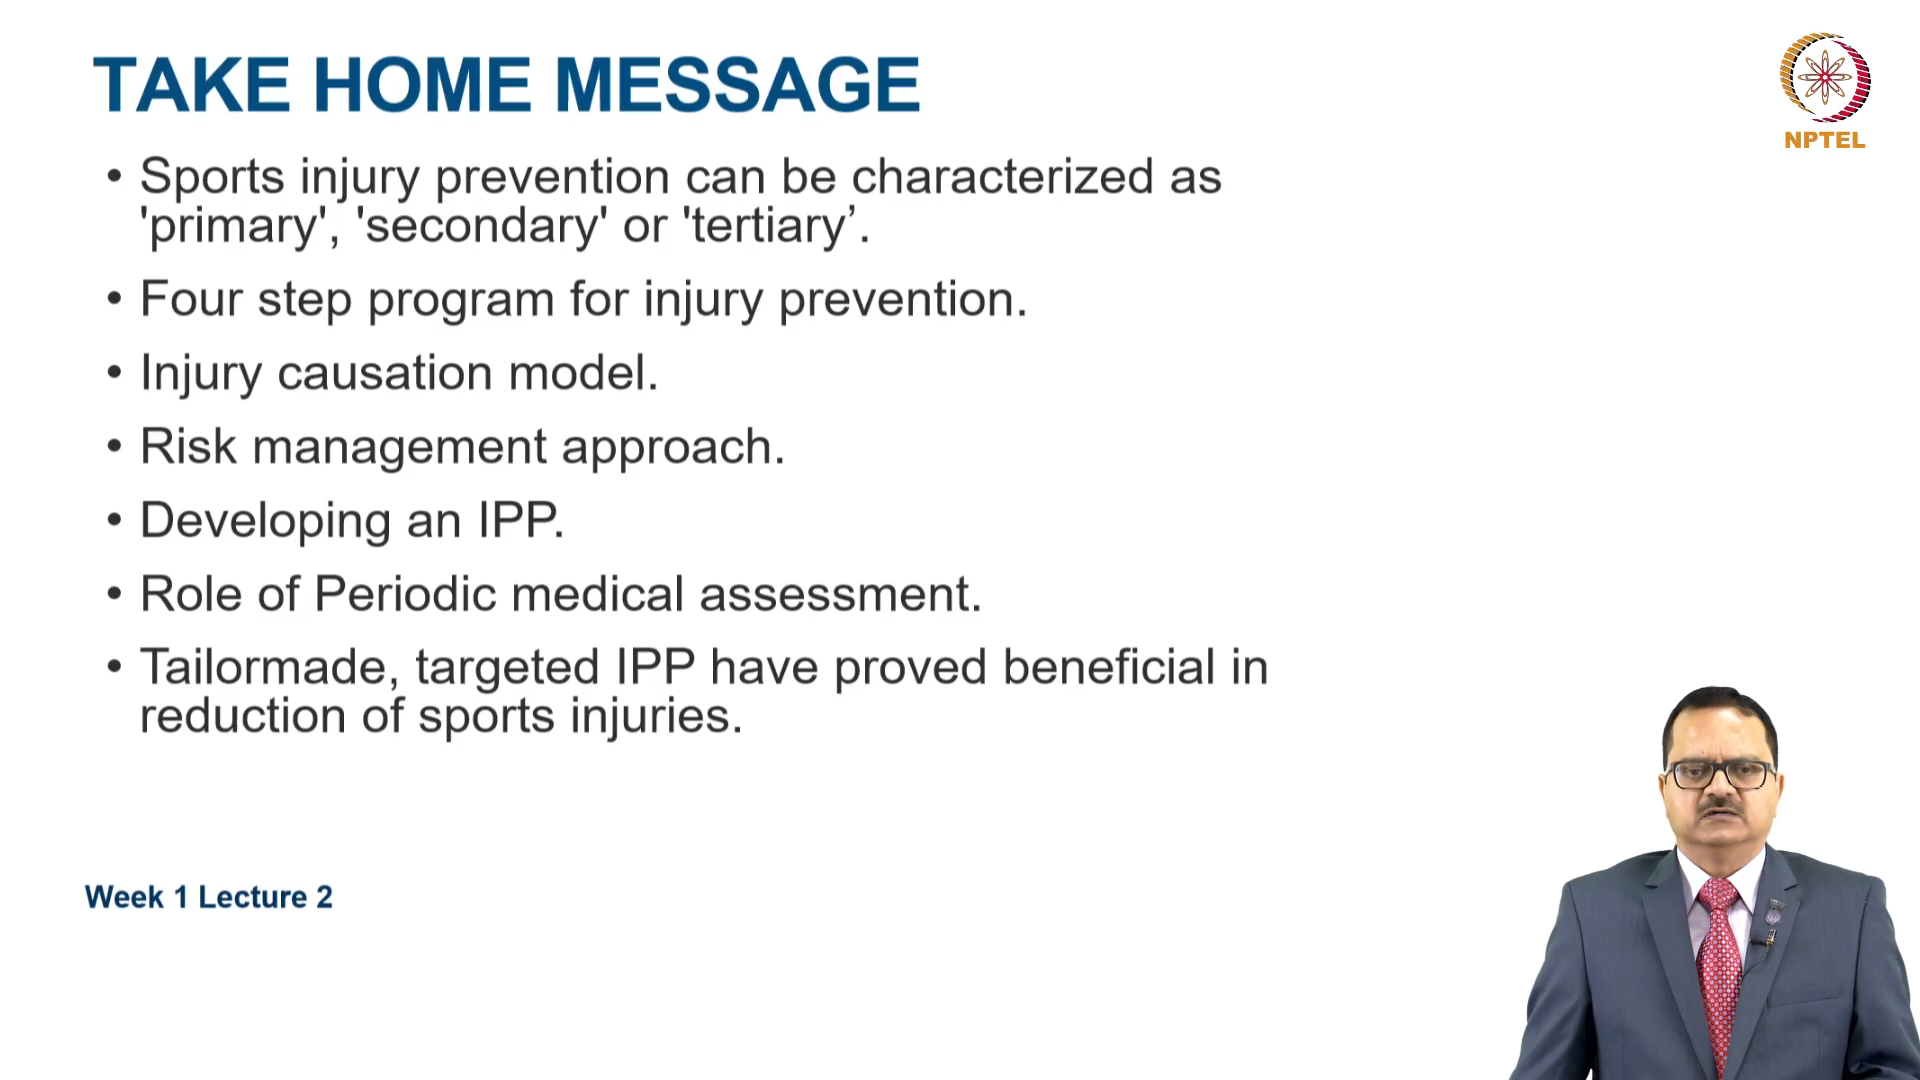 TAKE HOME MESSAGE
NPTEL
• Sports injury prevention can be characterized as
'primary', 'secondary' or 'tertiary’.
• Four step program for injury prevention.
• Injury causation model.
• Risk management approach.
• Developing an IPP.
• Role of Periodic medical assessment.
• Tailormade, targeted IPP have proved beneficial in
reduction of sports injuries.
Week 1 Lecture 2